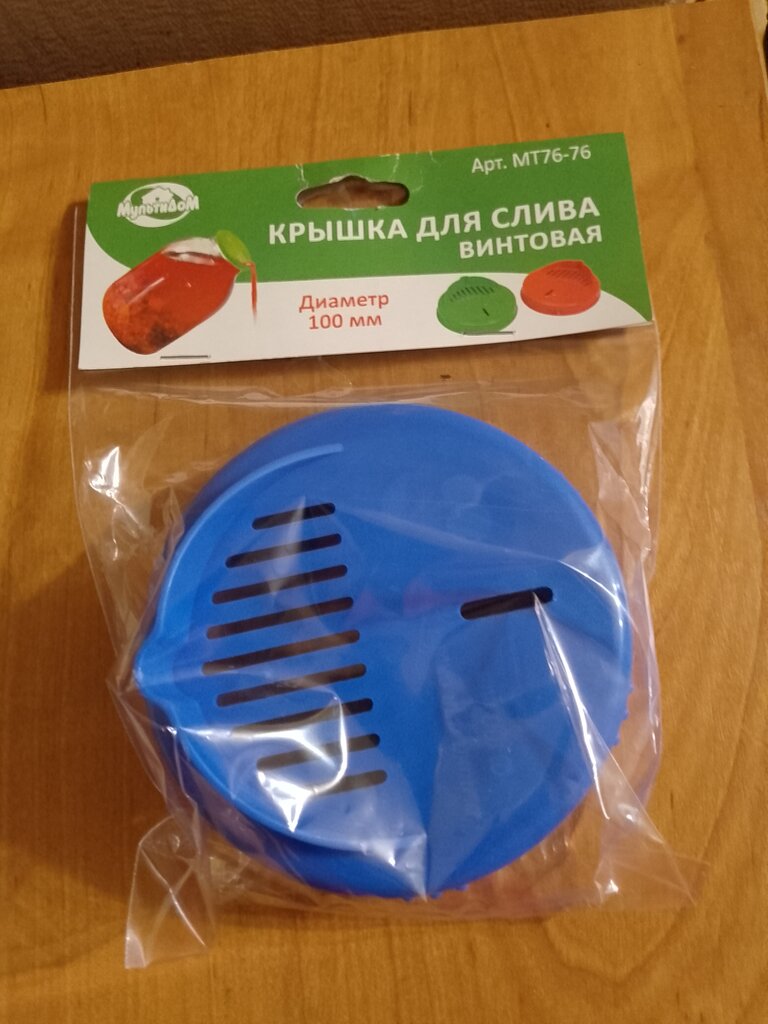 Арт. МТ76-76
МультиДоМ
КРЫШКА ДЛЯ СЛИВА
ВИНТОВАЯ
Диаметр
100 мм